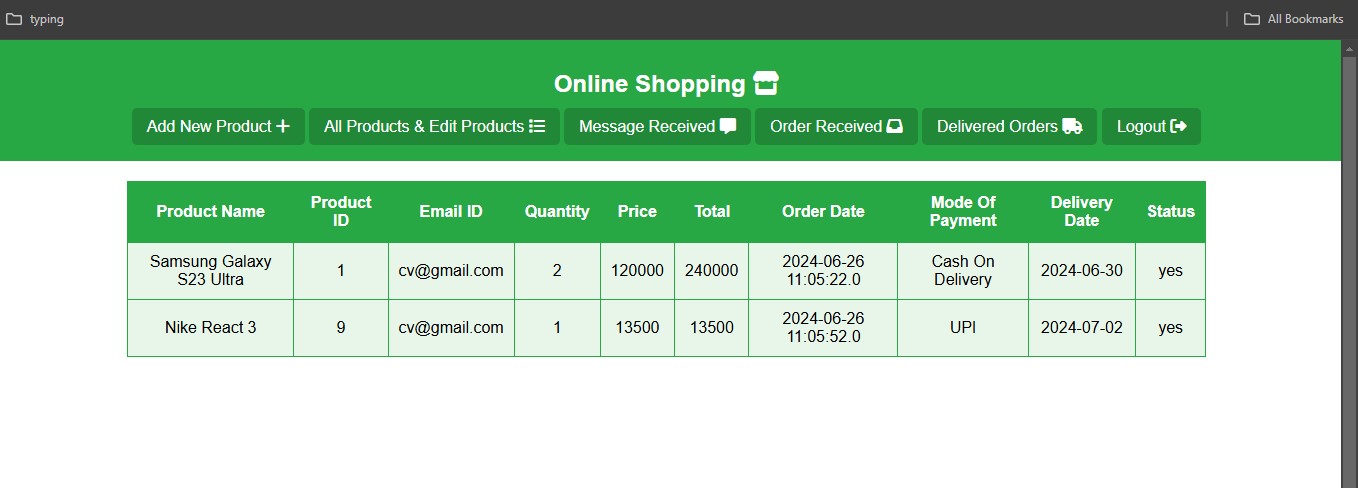 typing
All Bookmarks
Online Shopping
Add New Product
All Products & Edit Products
Message Received
Order Received
Delivered Orders
Logout
Product Name
Product
ID
Email ID
Quantity
Price
Total
Order Date
Mode Of
Payment
Delivery
Date
Status
Samsung Galaxy
S23 Ultra
1
cv@gmail.com
2
120000
240000
2024-06-26
11:05:22.0
Cash On
Delivery
2024-06-30
yes
Nike React 3
9
cv@gmail.com
1
13500
13500
2024-06-26
11:05:52.0
UPI
2024-07-02
yes